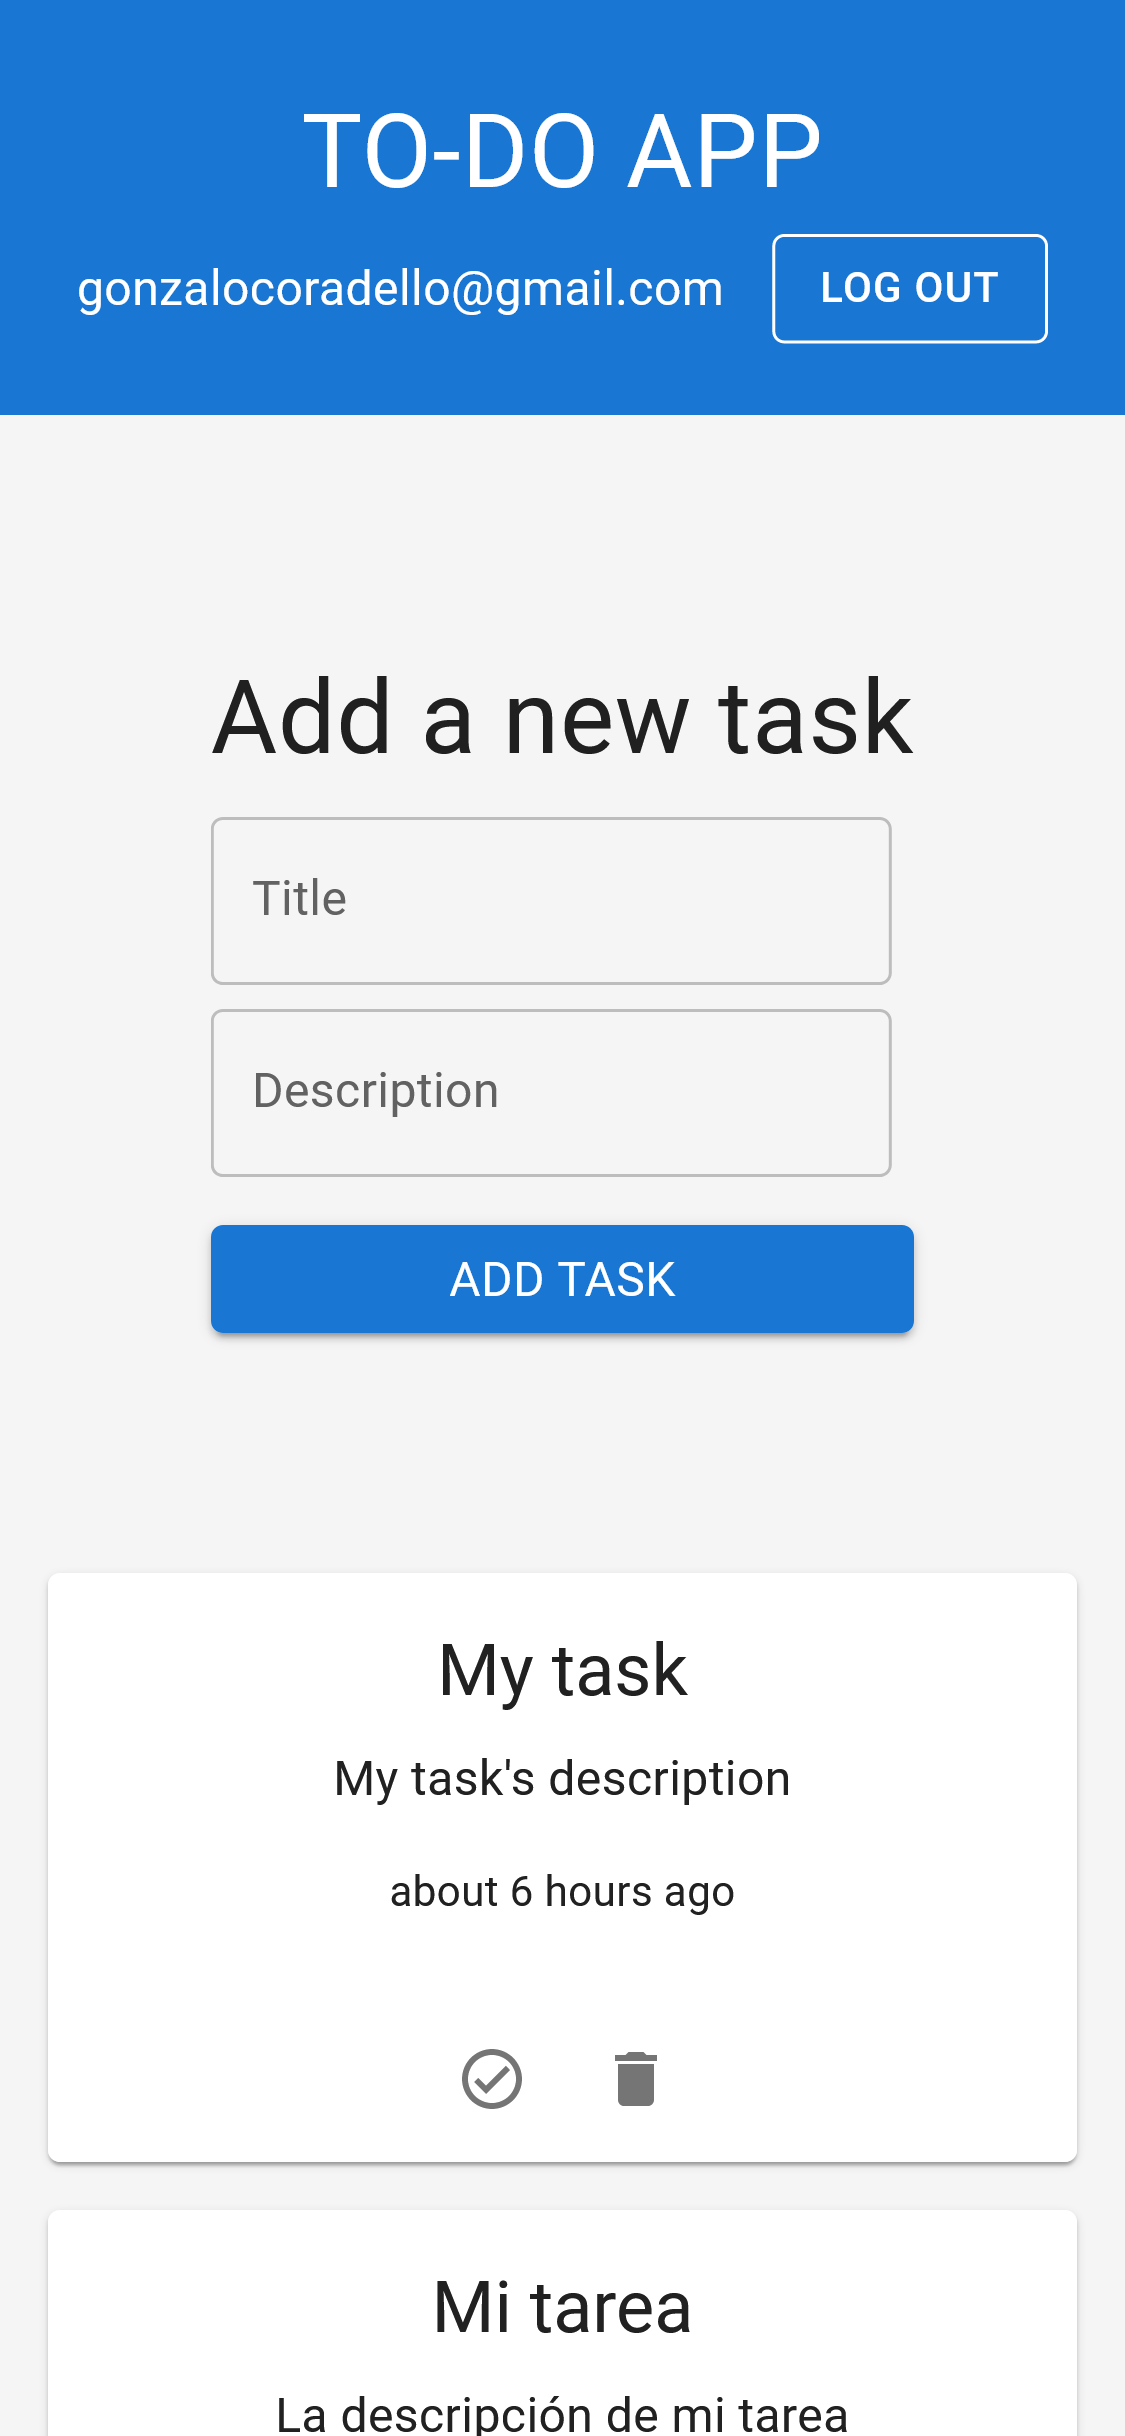 TO-DO APP
gonzalocoradello@gmail.com LOG OUT
Add a new task
Title
Description
ADD TASK
My task
My task's description
about 6 hours ago
Mi tarea
La descripción de mi tarea